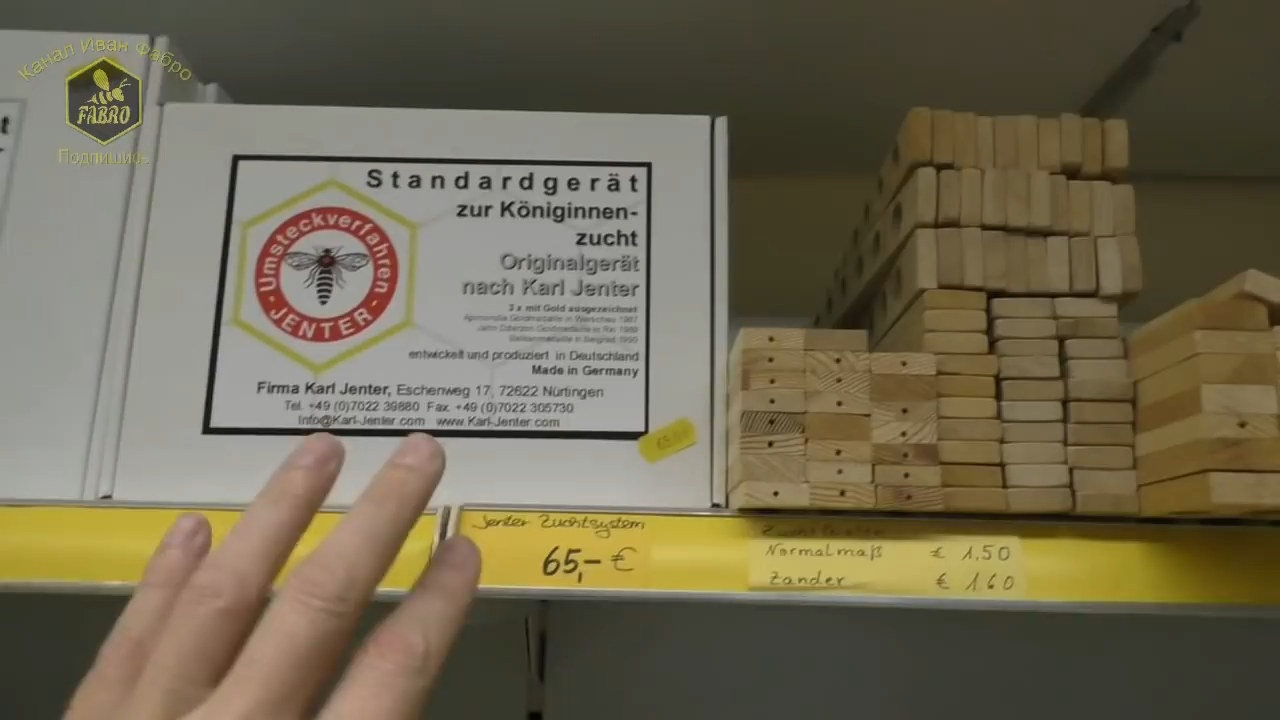 Канал Иван Фабро
FABRO
Подпишись
t
Standardgerät
zur Königinnen-
zucht
Originalgerät
nach Karl Jenter
Umsteckverfahren
JENTER
3 x mit Gold ausgezeichnet
entwickelt und produziert in Deutschland
Made in Germany
Firma Karl Jenter, Eschenweg 17, 72622 Nürtingen
Tel. +49 (0)7022 39880 Fax. +49 (0)7022 305730
Info@Karl-Jenter.com www.Karl-Jenter.com
Jenter Zuchtsystem
65,- €
Normalmaß € 1.50
Zander € 1.60